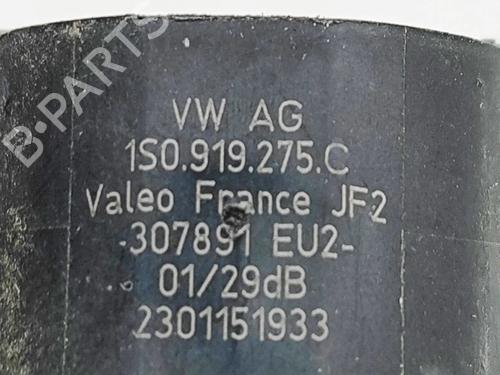 B-PARTS
VW AG
1S0.919.275.C
Valeo France JF2
-307891 EU2-
01/29dB
2301151933